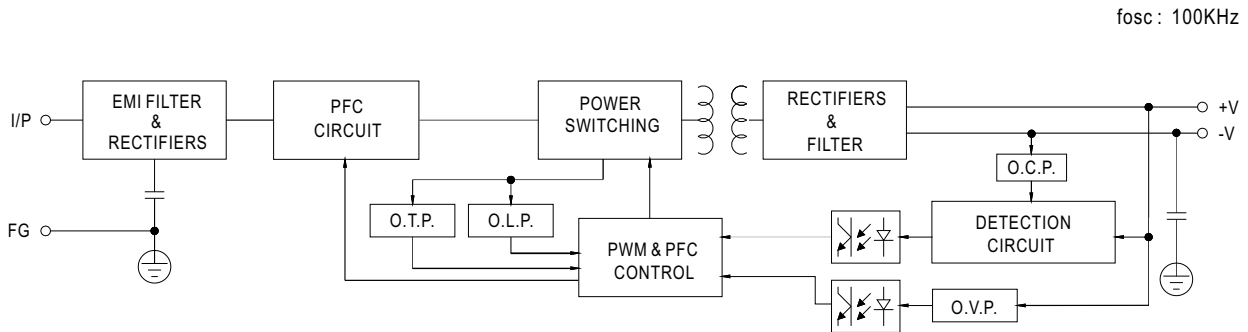 fosc : 100KHz
EMI FILTER
&
RECTIFIERS
PFC
CIRCUIT
POWER
SWITCHING
RECTIFIERS
&
FILTER
I/P
+V
-V
O.C.P.
FG
O.T.P.
O.L.P.
PWM & PFC
CONTROL
DETECTION
CIRCUIT
O.V.P.